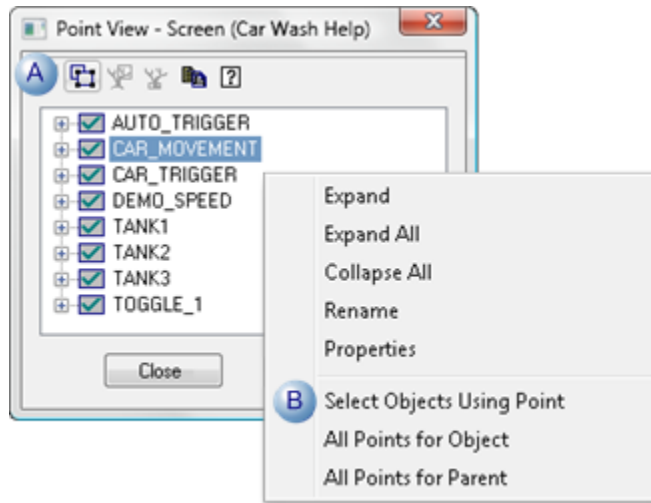 Point View - Screen (Car Wash Help)
A
?
AUTO_TRIGGER
CAR_MOVEMENT
CAR_TRIGGER
DEMO_SPEED
TANK1
TANK2
TANK3
TOGGLE_1
Close
Expand
Expand All
Collapse All
Rename
Properties
B Select Objects Using Point
All Points for Object
All Points for Parent